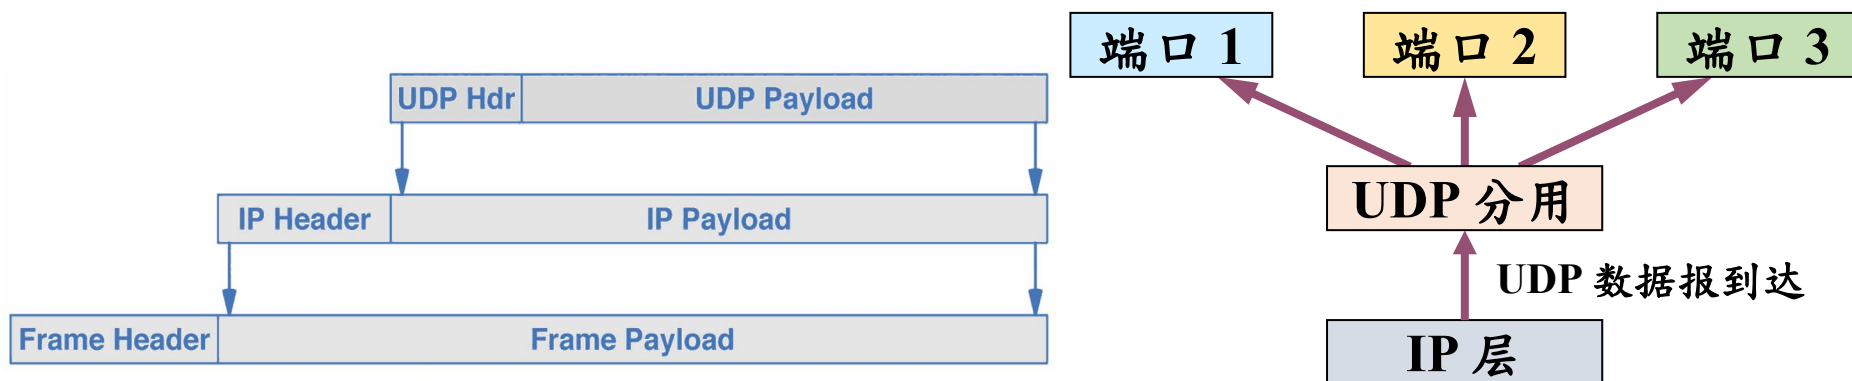 UDP Hdr
UDP Payload
IP Header
IP Payload
Frame Header
Frame Payload
端口 1
端口 2
端口 3
UDP 分用
UDP 数据报到达
IP 层